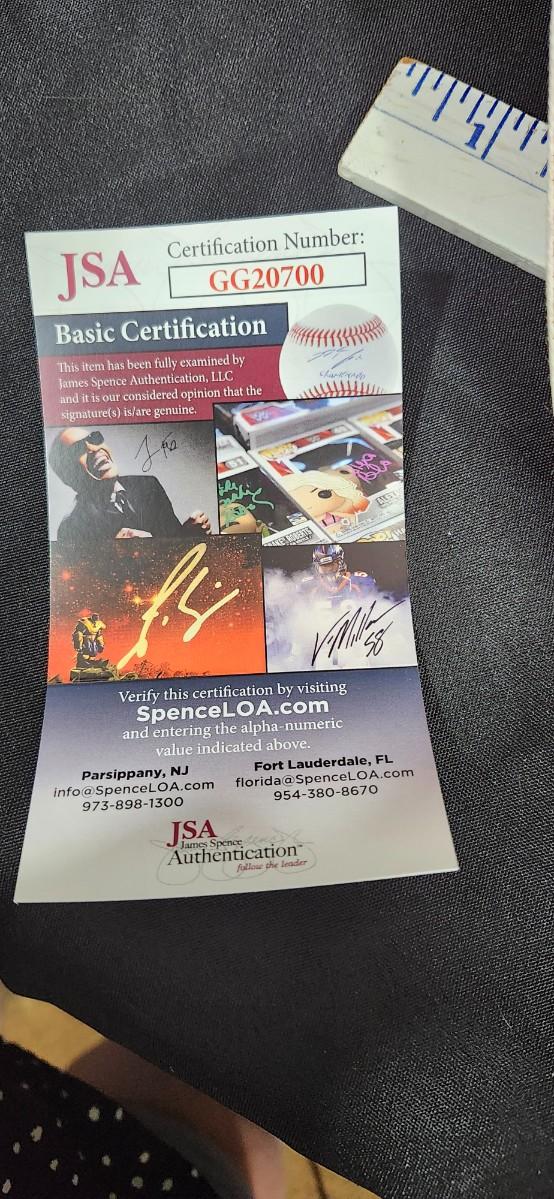 1
JSA
Certification Number:
GG20700
Basic Certification
This item has been fully examined by
James Spence Authentication, LLC
and it is our considered opinion that the
signature(s) is/are genuine.
58
Verify this certification by visiting
SpenceLOA.com
and entering the alpha-numeric
value indicated above.
Parsippany, NJ
info@SpenceLOA.com
973-898-1300
Fort Lauderdale, FL
florida@SpenceLOA.com
954-380-8670
JSA
James Spence
Authentication™
follow the leader